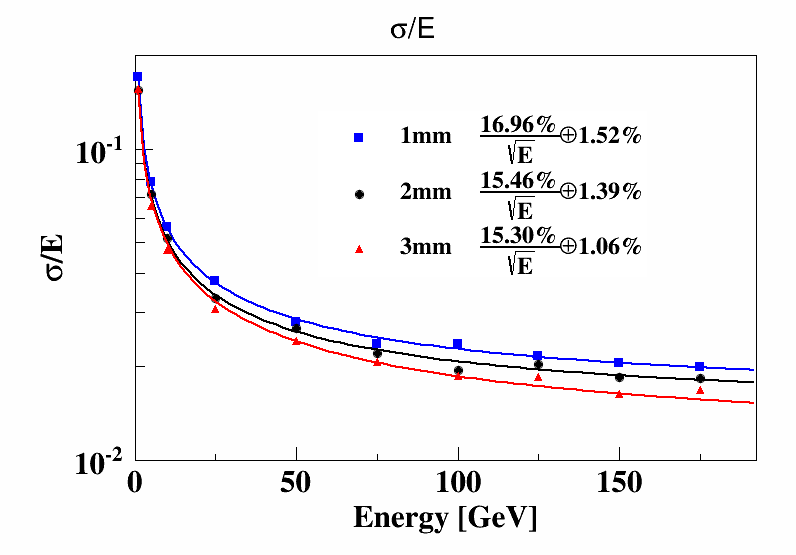 σ/E
1mm 16.96%/√E ⊕1.52%
2mm 15.46%/√E ⊕1.39%
3mm 15.30%/√E ⊕1.06%
σ/E
10⁻¹
10⁻²
0 50 100 150
Energy [GeV]